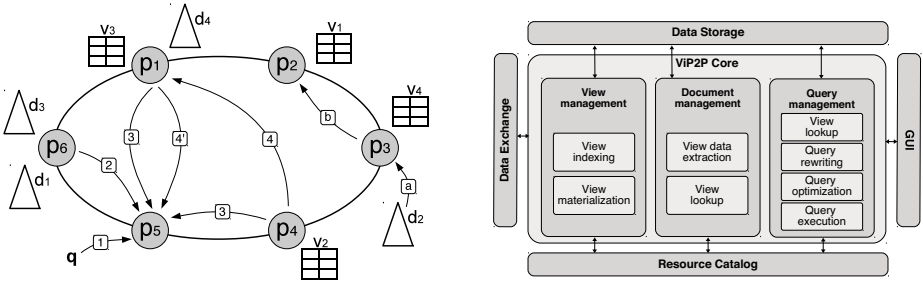 d4
v3
v1
p1
p2
v4
d3
b
3
4'
4
p6
p3
2
a
d1
3
d2
p5
p4
1
q
v2
Data Storage
ViP2P Core
Data Exchange
View
management
View
indexing
View
materialization
Document
management
View data
extraction
View
lookup
Query
management
View
lookup
Query
rewriting
Query
optimization
Query
execution
GUI
Resource Catalog